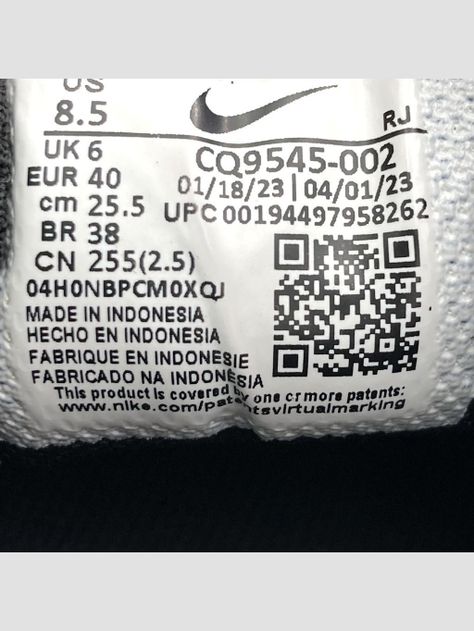 US
8.5
RJ
UK 6
EUR 40
cm 25.5
BR 38
CN 255(2.5)
CQ9545-002
01/18/23 | 04/01/23
UPC 00194497958262
04H0NBPCM0XQJ
MADE IN INDONESIA
HECHO EN INDONESIA
FABRIQUE EN INDONESIE
FABRICADO NA INDONESIA
This product is covered by one or more patents:
www.nike.com/patentsvirtualmarking